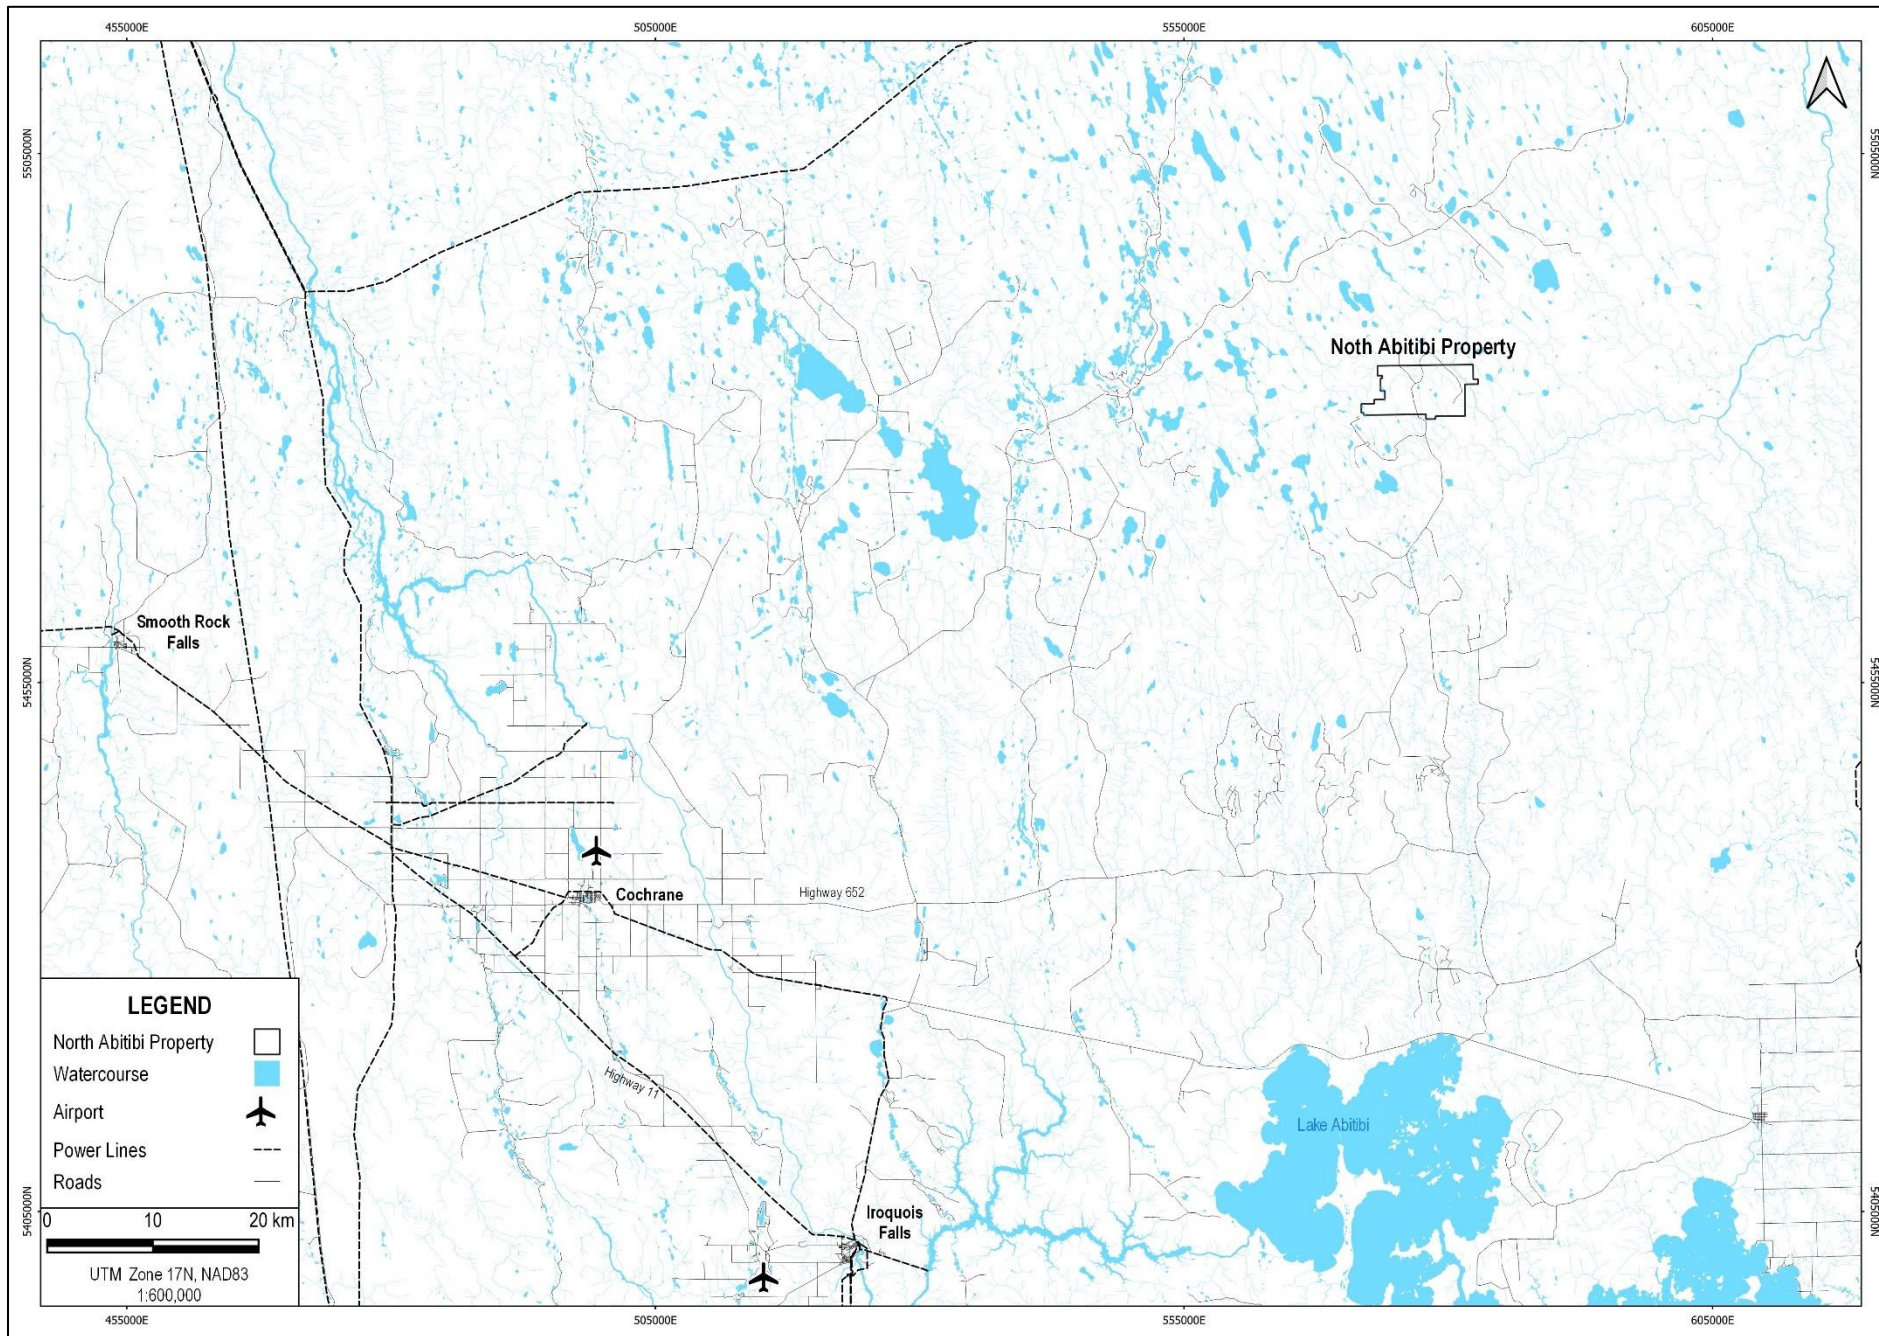 455000E
505000E
555000E
605000E
5505000N
5505000N
Noth Abitibi Property
Smooth Rock
Falls
5455000N
5455000N
Cochrane
Highway 652
LEGEND
North Abitibi Property
Watercourse
Airport
Power Lines
Roads
0 10 20 km
UTM Zone 17N, NAD83
1:600,000
Highway 11
Lake Abitibi
Iroquois
Falls
5405000N
5405000N
455000E
505000E
555000E
605000E